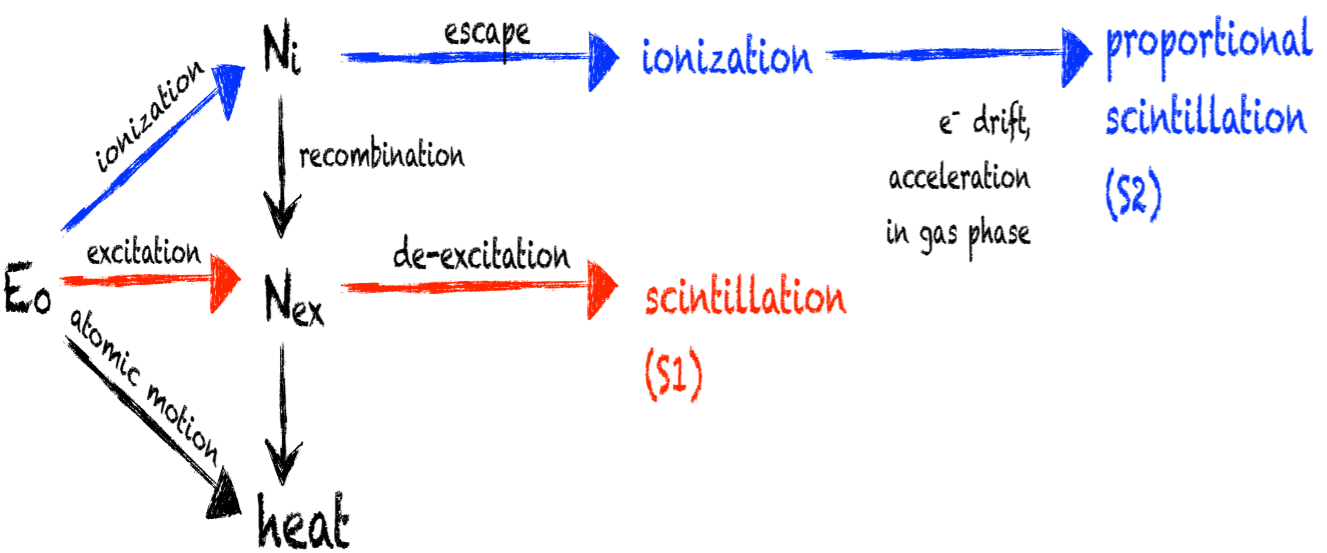 Ni
escape
ionization
proportional
scintillation
(S2)
ionization
recombination
e⁻ drift,
acceleration
in gas phase
E₀
excitation
Nex
de-excitation
scintillation
(S1)
atomic motion
heat